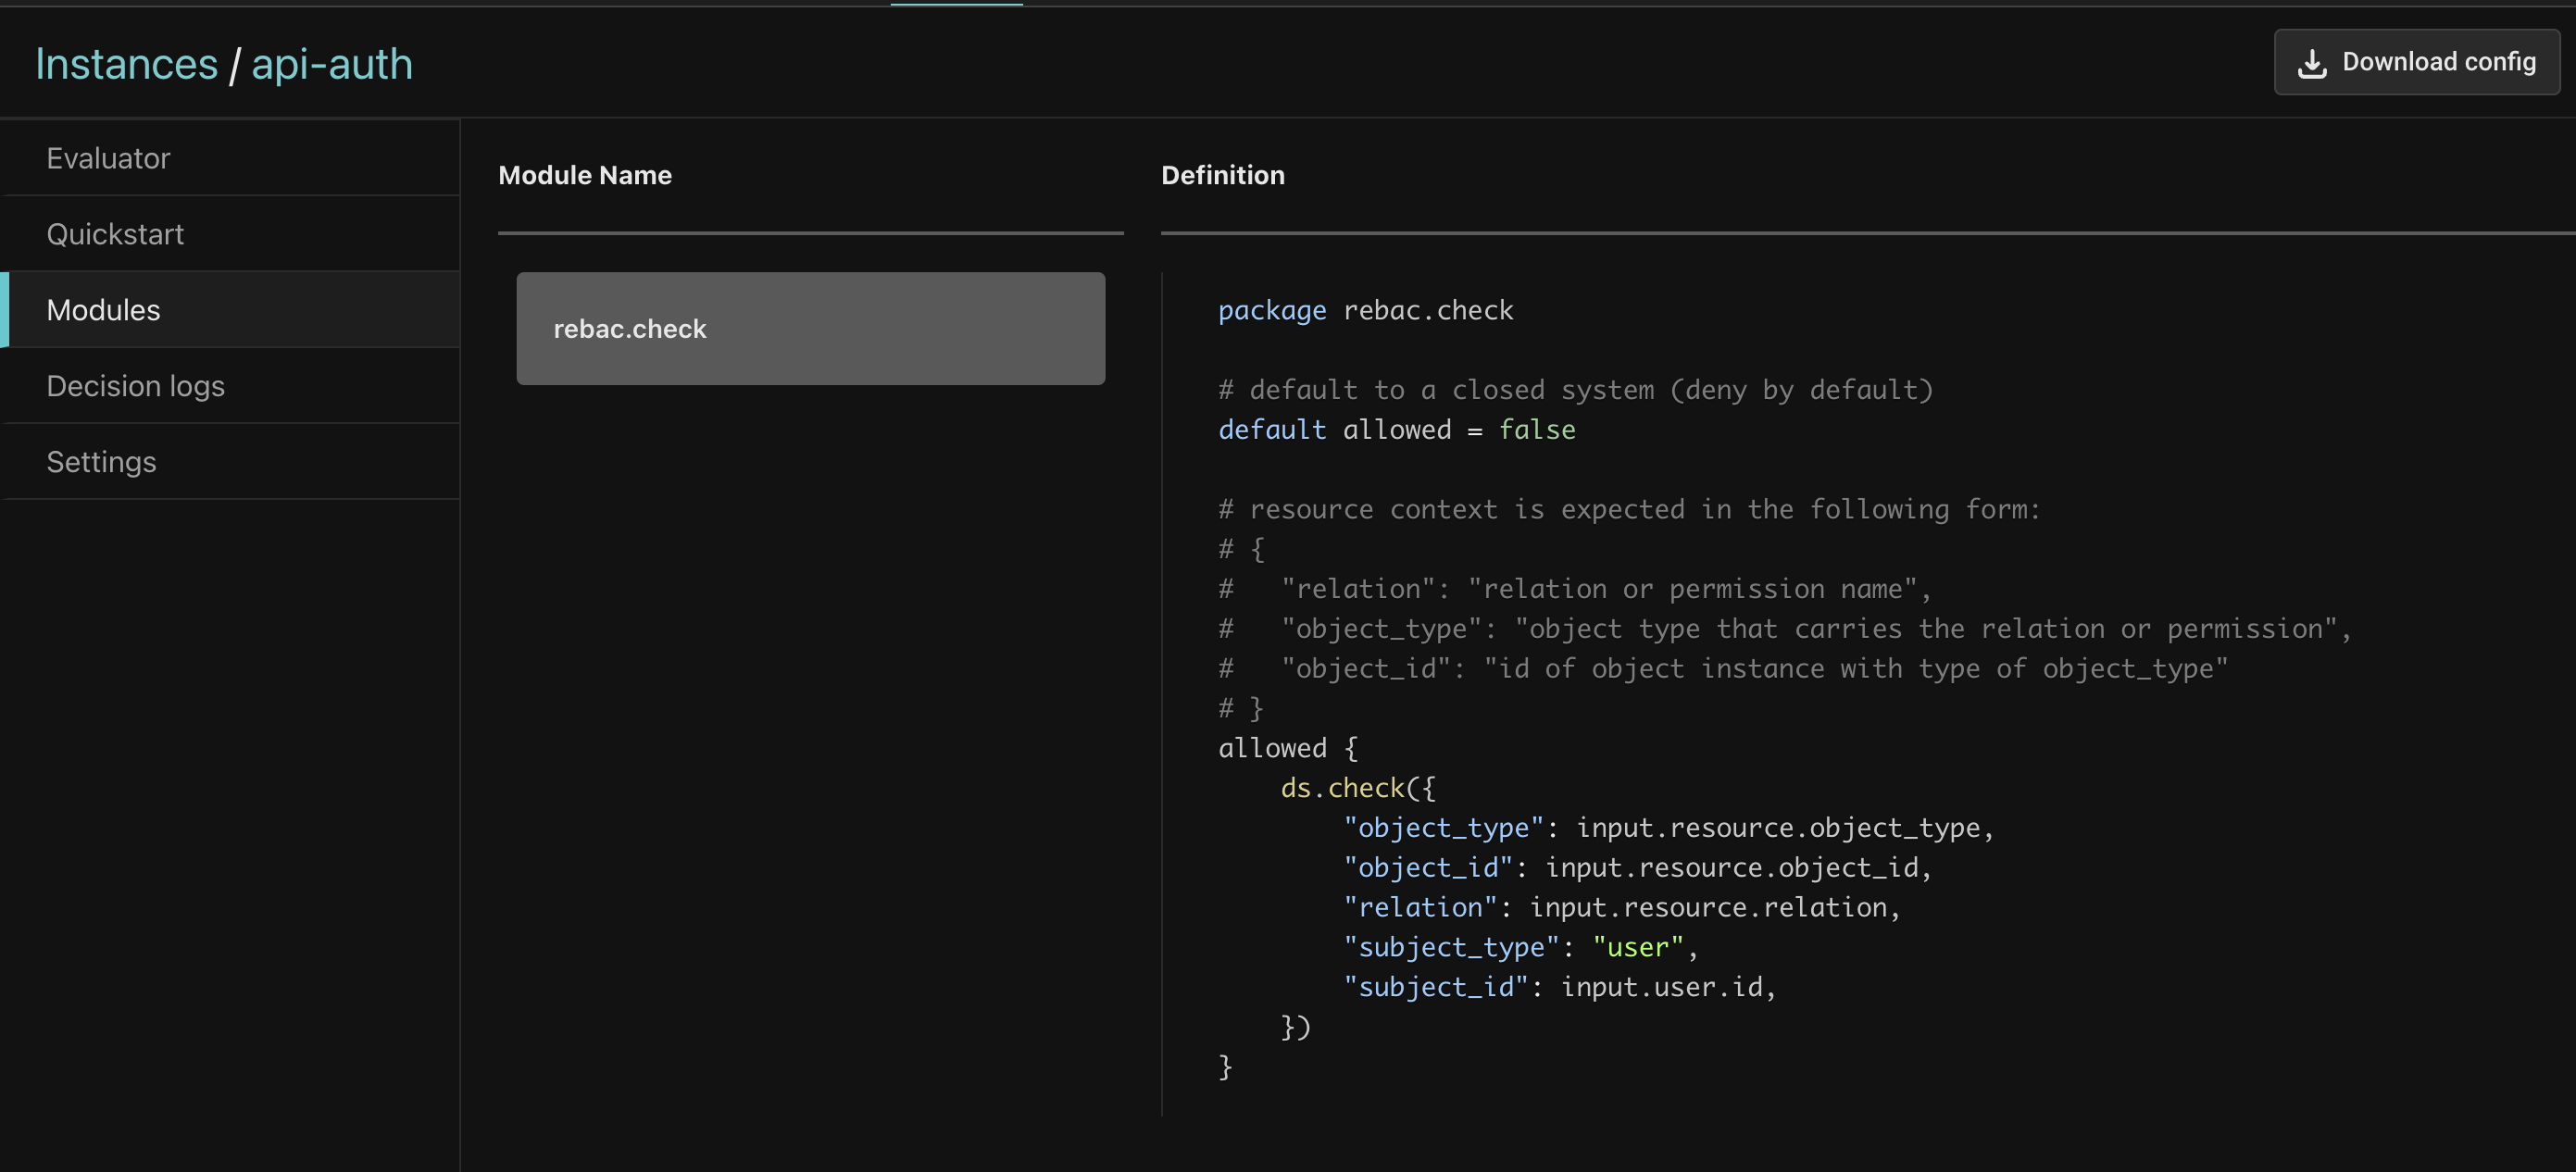 Instances / api-auth
Download config
Evaluator
Quickstart
Modules
Decision logs
Settings
Module Name
rebac.check
Definition
package rebac.check

# default to a closed system (deny by default)
default allowed = false

# resource context is expected in the following form:
# {
#   "relation": "relation or permission name",
#   "object_type": "object type that carries the relation or permission",
#   "object_id": "id of object instance with type of object_type"
# }
allowed {
    ds.check({
        "object_type": input.resource.object_type,
        "object_id": input.resource.object_id,
        "relation": input.resource.relation,
        "subject_type": "user",
        "subject_id": input.user.id,
    })
}